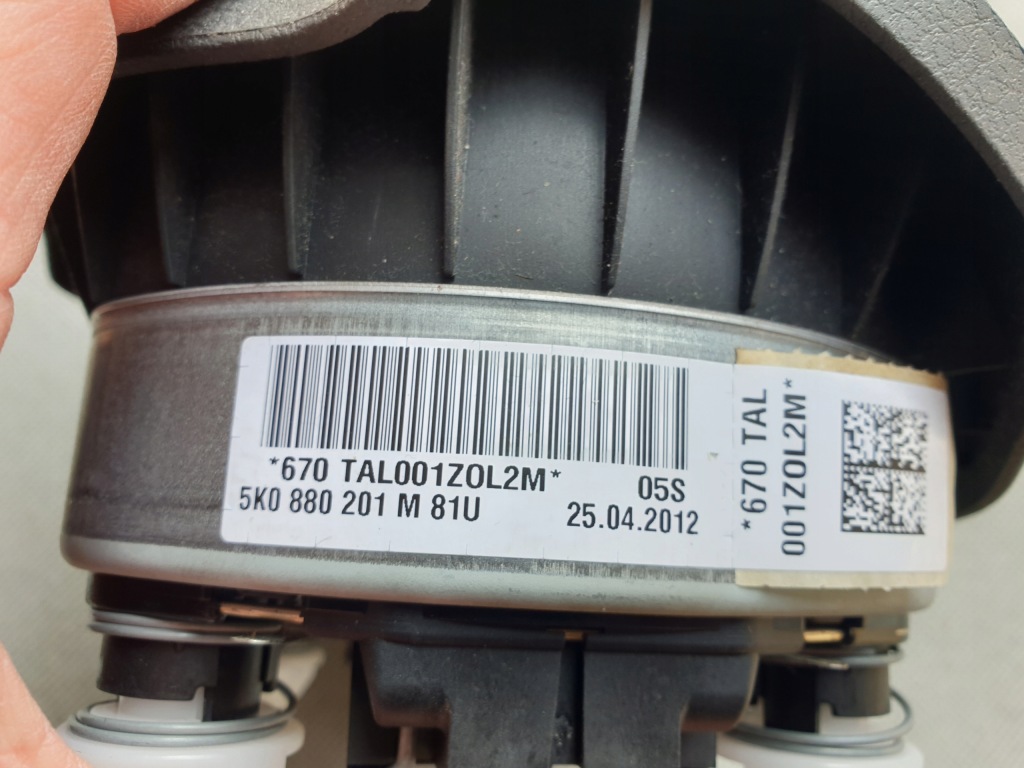 *670 TAL001ZOL2M* 05S
5K0 880 201 M 81U 25.04.2012
*670 TAL
001ZOL2M*